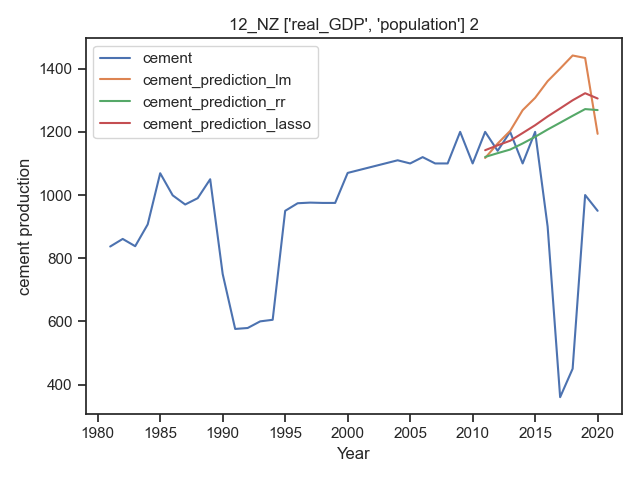 12_NZ ['real_GDP', 'population'] 2
cement
cement_prediction_lm
cement_prediction_rr
cement_prediction_lasso
cement production
1400
1200
1000
800
600
400
1980 1985 1990 1995 2000 2005 2010 2015 2020
Year